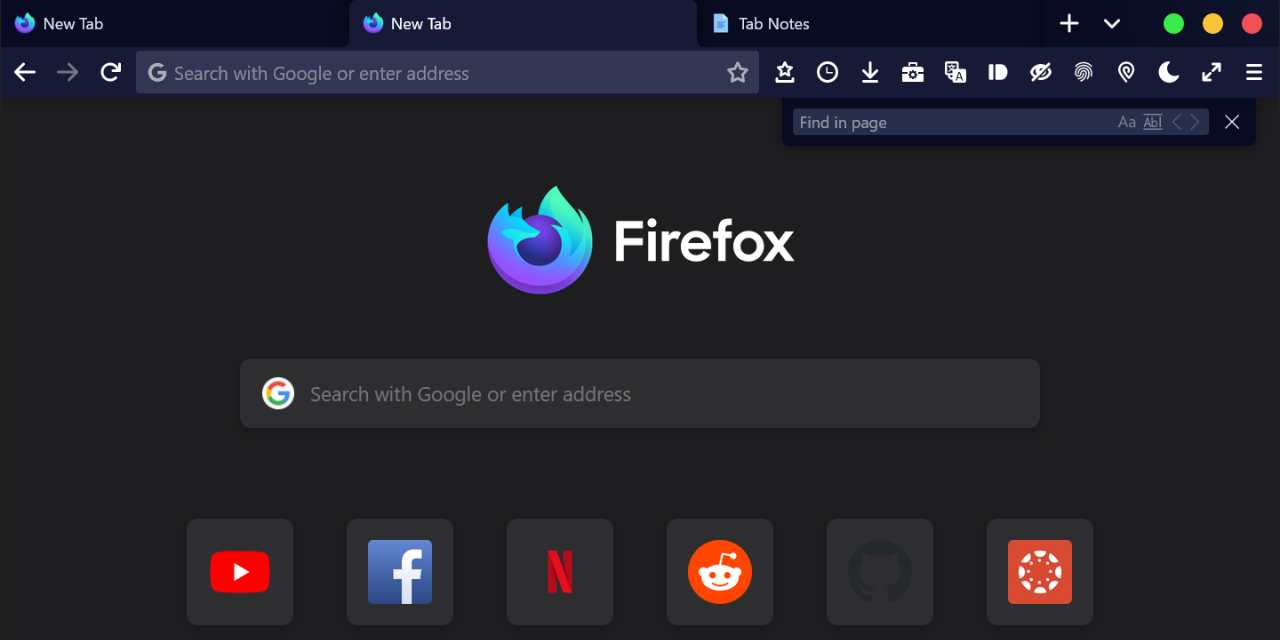 New Tab
New Tab
Tab Notes
Search with Google or enter address
Find in page
Aa
Abl
Firefox
Search with Google or enter address